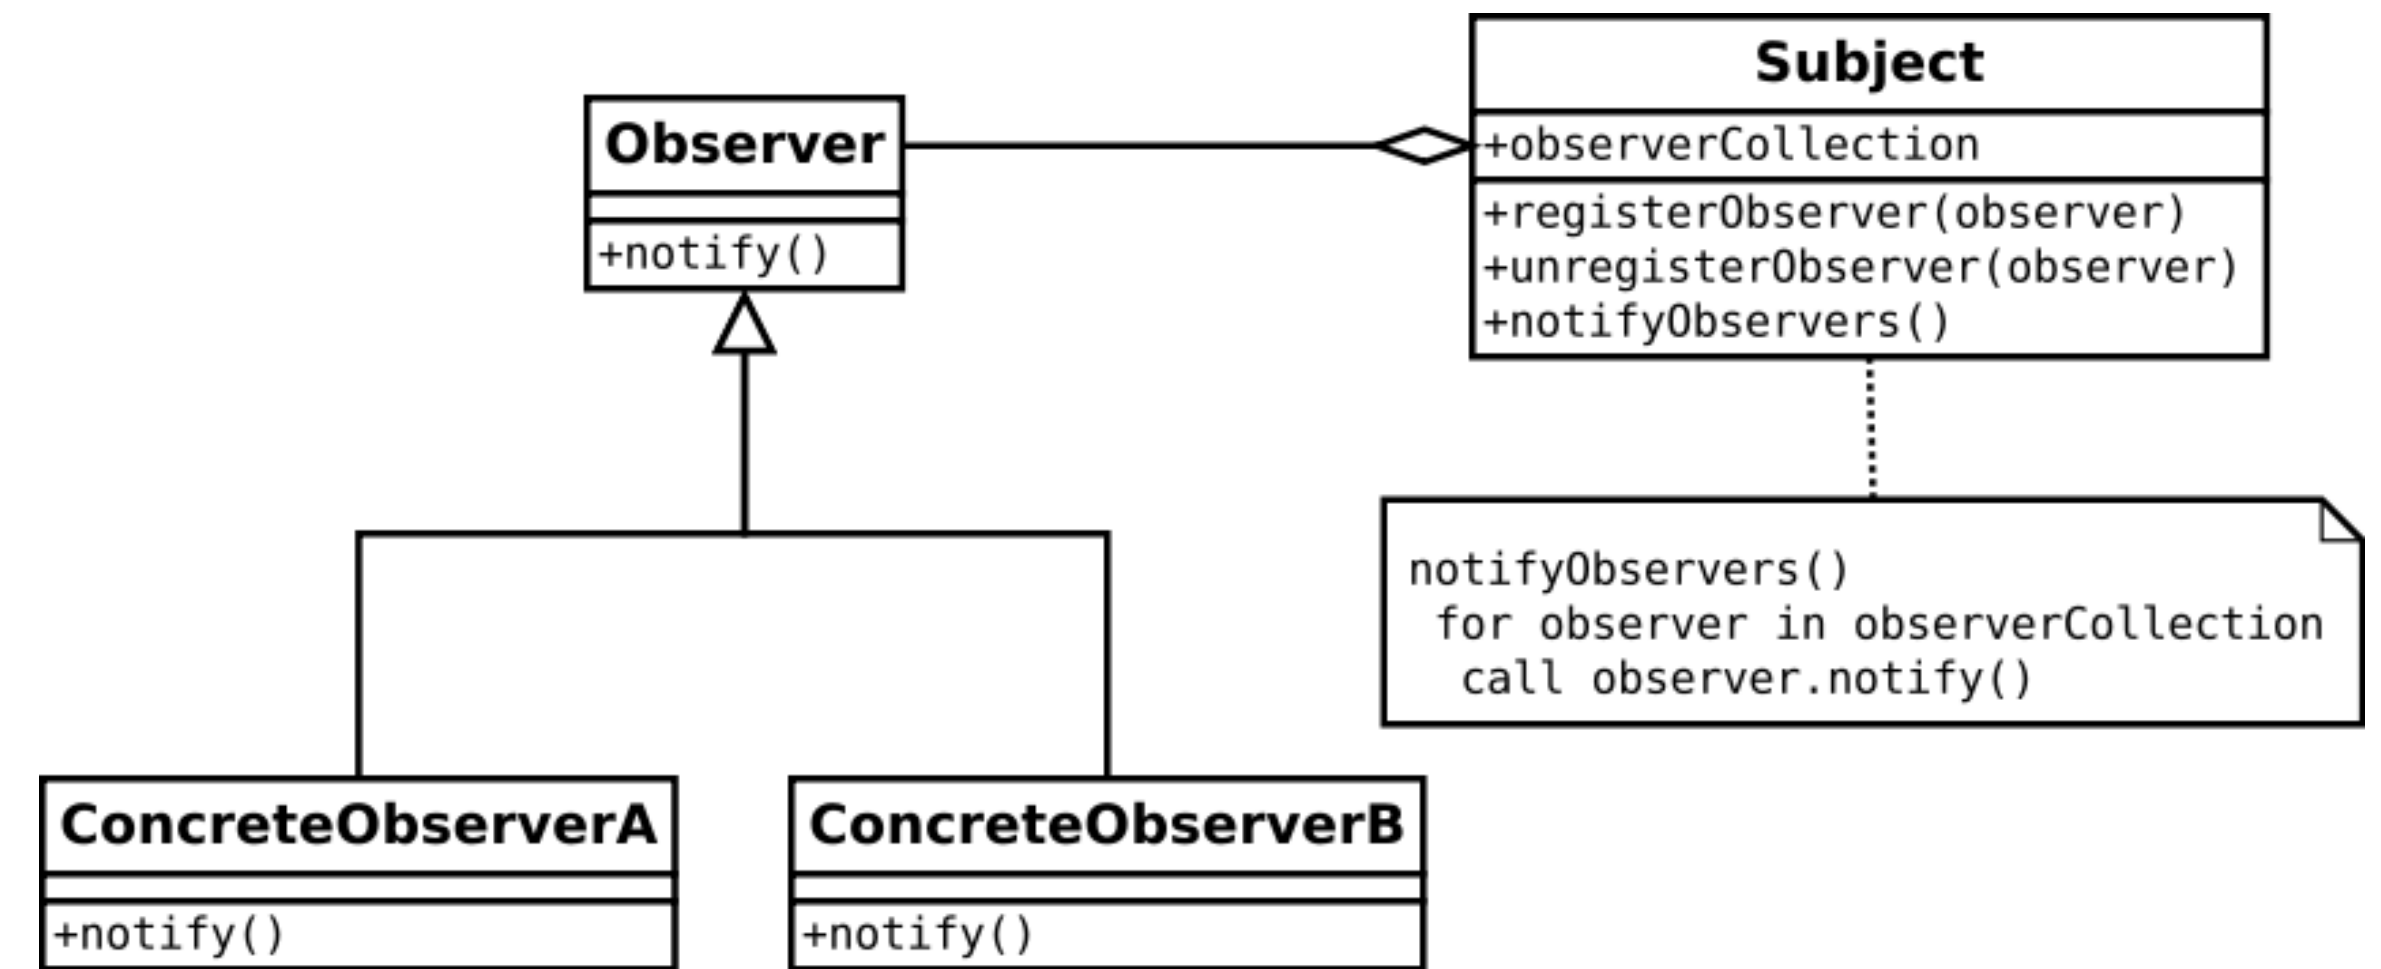 Observer
+notify()
Subject
+observerCollection
+registerObserver(observer)
+unregisterObserver(observer)
+notifyObservers()
notifyObservers()
for observer in observerCollection
call observer.notify()
ConcreteObserverA
+notify()
ConcreteObserverB
+notify()